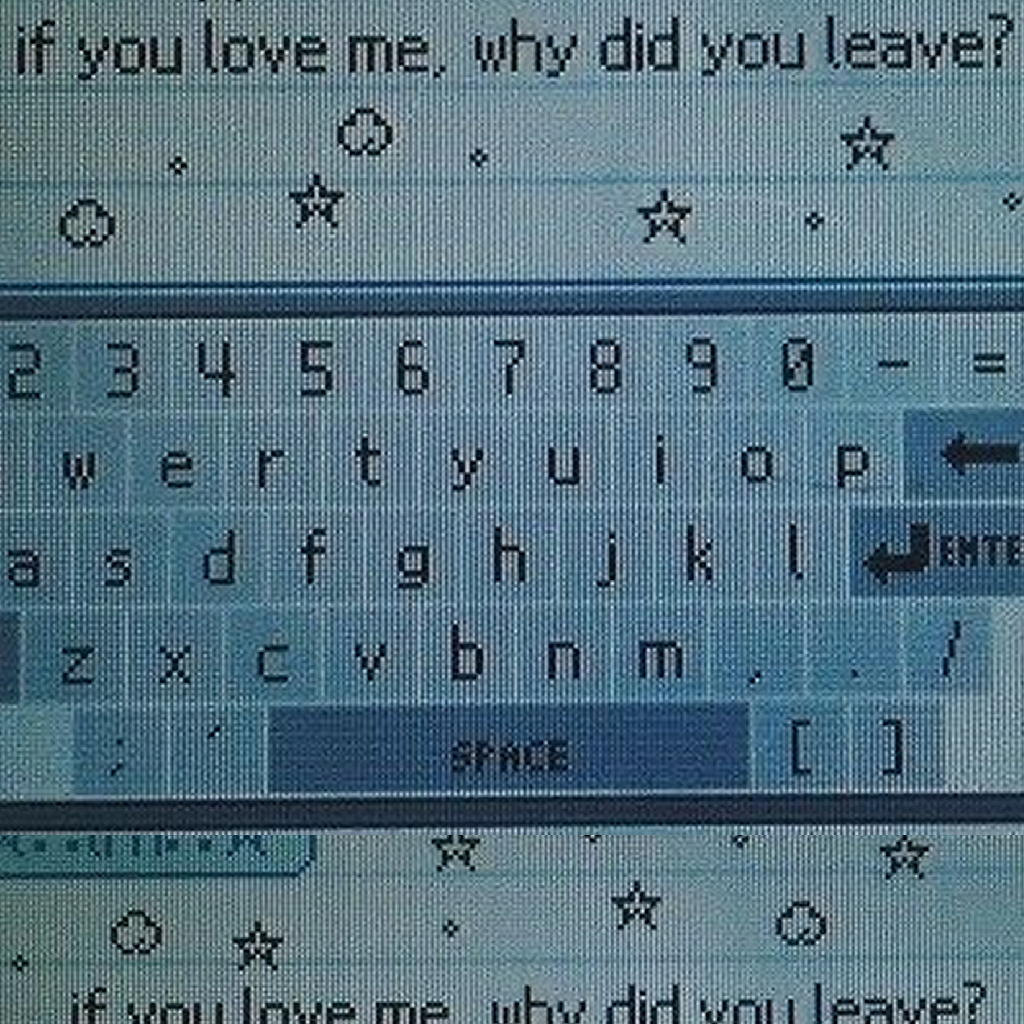 if you love me, why did you leave?
2 3 4 5 6 7 8 9 0 - =
w e r t y u i o p
a s d f g h j k l ENTE
z x c v b n m , . /
; ' SPACE [ ]
if you love me, why did you leave?